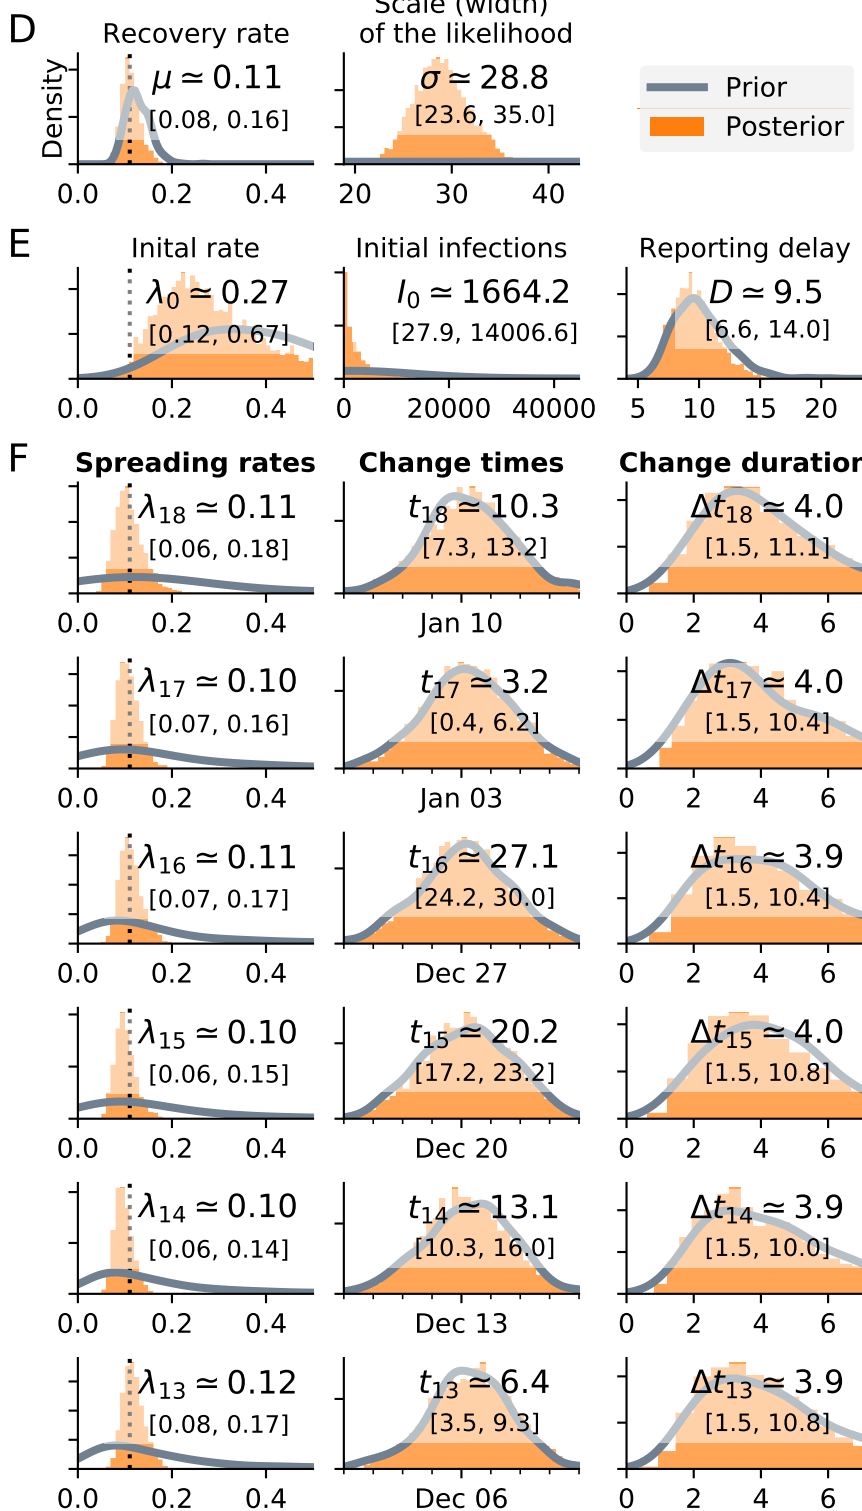 D
Scale (width)
Recovery rate
of the likelihood
Density
μ ≃ 0.11
[0.08, 0.16]
σ ≃ 28.8
[23.6, 35.0]
Prior
Posterior
0.0 0.2 0.4
20 30 40
E
Inital rate
Initial infections
Reporting delay
λ0 ≃ 0.27
[0.12, 0.67]
I0 ≃ 1664.2
[27.9, 14006.6]
D ≃ 9.5
[6.6, 14.0]
0.0 0.2 0.4
0 20000 40000
5 10 15 20
F
Spreading rates
Change times
Change duration
λ18 ≃ 0.11
[0.06, 0.18]
t18 ≃ 10.3
[7.3, 13.2]
Δt18 ≃ 4.0
[1.5, 11.1]
0.0 0.2 0.4
Jan 10
0 2 4 6
λ17 ≃ 0.10
[0.07, 0.16]
t17 ≃ 3.2
[0.4, 6.2]
Δt17 ≃ 4.0
[1.5, 10.4]
0.0 0.2 0.4
Jan 03
0 2 4 6
λ16 ≃ 0.11
[0.07, 0.17]
t16 ≃ 27.1
[24.2, 30.0]
Δt16 ≃ 3.9
[1.5, 10.4]
0.0 0.2 0.4
Dec 27
0 2 4 6
λ15 ≃ 0.10
[0.06, 0.15]
t15 ≃ 20.2
[17.2, 23.2]
Δt15 ≃ 4.0
[1.5, 10.8]
0.0 0.2 0.4
Dec 20
0 2 4 6
λ14 ≃ 0.10
[0.06, 0.14]
t14 ≃ 13.1
[10.3, 16.0]
Δt14 ≃ 3.9
[1.5, 10.0]
0.0 0.2 0.4
Dec 13
0 2 4 6
λ13 ≃ 0.12
[0.08, 0.17]
t13 ≃ 6.4
[3.5, 9.3]
Δt13 ≃ 3.9
[1.5, 10.8]
0.0 0.2 0.4
Dec 06
0 2 4 6